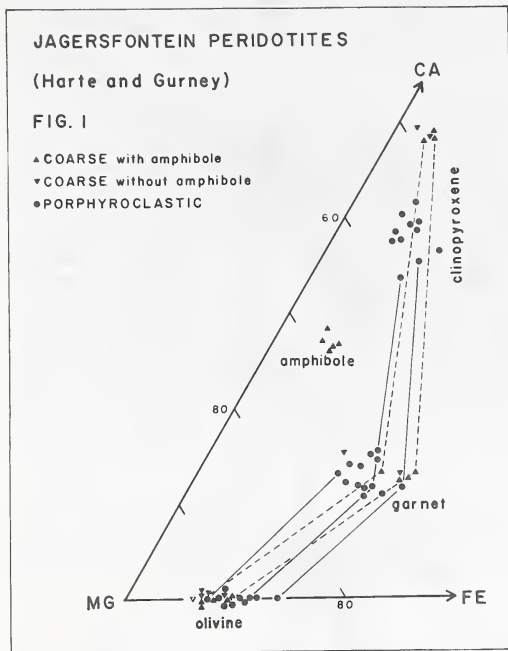 JAGERSFONTEIN PERIDOTITES
(Harte and Gurney)
CA
FIG. 1
▲ COARSE with amphibole
▼ COARSE without amphibole
● PORPHYROCLASTIC
60
clinopyroxene
amphibole
80
garnet
MG
80
FE
olivine